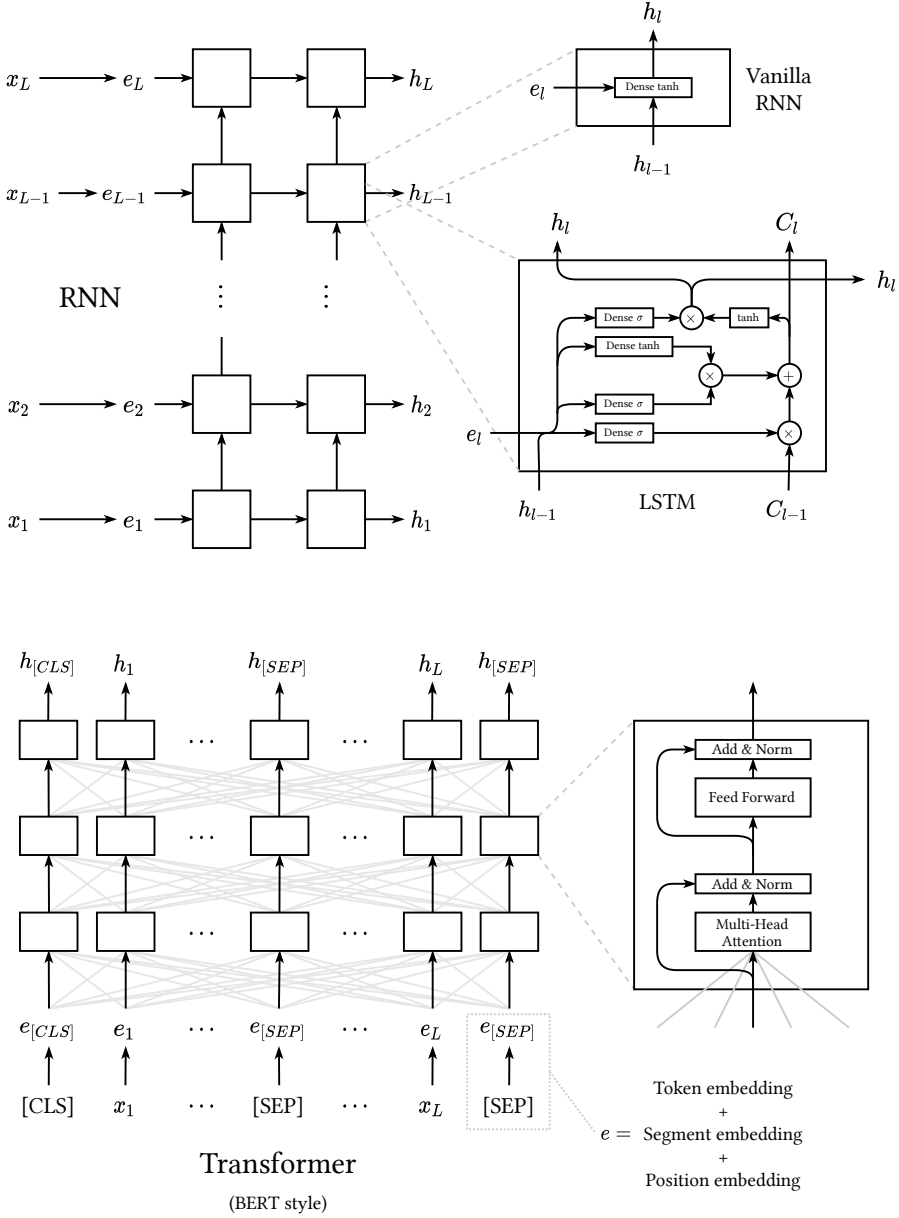 x_L e_L h_L
x_{L−1} e_{L−1} h_{L−1}
RNN
⋮ ⋮
x_2 e_2 h_2
x_1 e_1 h_1
h_l
e_l
Dense tanh
Vanilla
RNN
h_{l−1}
h_l C_l
h_l
Dense σ × tanh
Dense tanh
× +
Dense σ
e_l Dense σ ×
h_{l−1} LSTM C_{l−1}
h_{[CLS]} h_1 h_{[SEP]} h_L h_{[SEP]}
⋯ ⋯
⋯ ⋯
⋯ ⋯
e_{[CLS]} e_1 ⋯ e_{[SEP]} ⋯ e_L e_{[SEP]}
[CLS] x_1 ⋯ [SEP] ⋯ x_L [SEP]
Transformer
(BERT style)
Add & Norm
Feed Forward
Add & Norm
Multi-Head
Attention
Token embedding
+
e = Segment embedding
+
Position embedding